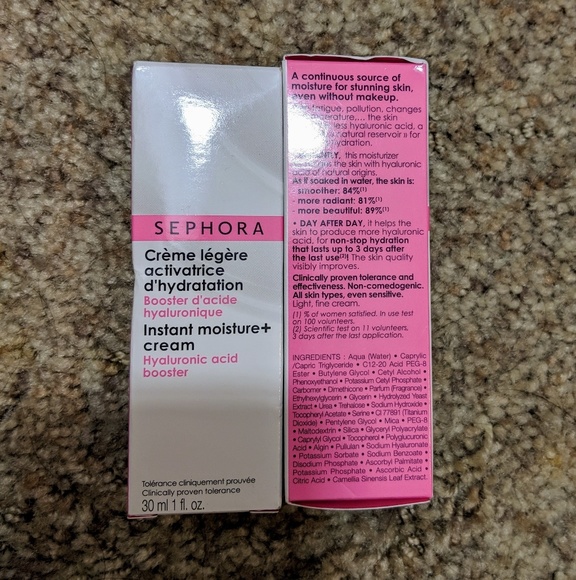 SEPHORA
Crème légère
activatrice
d'hydratation
Booster d'acide
hyaluronique
Instant moisture+
cream
Hyaluronic acid
booster
Tolérance cliniquement prouvée
Clinically proven tolerance
30 ml 1 fl. oz.
A continuous source of
moisture for stunning skin,
even without makeup.
fatigue, pollution, changes
the skin
less hyaluronic acid, a
natural reservoir for
hydration.
this moisturizer
the skin with hyaluronic
acid of natural origins.
As if soaked in water, the skin is:
- smoother: 84%(1)
- more radiant: 81%(1)
- more beautiful: 89%(1)
• DAY AFTER DAY, it helps the
skin to produce more hyaluronic
acid, for non-stop hydration
that lasts up to 3 days after
the last use(2)! The skin quality
visibly improves.
Clinically proven tolerance and
effectiveness. Non-comedogenic.
All skin types, even sensitive.
Light, fine cream.
(1) % of women satisfied. In use test
on 100 volunteers.
(2) Scientific test on 11 volunteers,
3 days after the last application.
INGREDIENTS : Aqua (Water) • Caprylic
/Capric Triglyceride • C12-20 Acid PEG-8
Ester • Butylene Glycol • Cetyl Alcohol •
Phenoxyethanol • Potassium Cetyl Phosphate •
Carbomer • Dimethicone • Parfum (Fragrance) •
Ethylhexylglycerin • Glycerin • Hydrolyzed Yeast
Extract • Urea • Trehalose • Sodium Hydroxide •
Tocopheryl Acetate • Serine • CI 77891 (Titanium
Dioxide) • Pentylene Glycol • Mica • PEG-8
• Maltodextrin • Silica • Glyceryl Polyacrylate
• Caprylyl Glycol • Tocopherol • Polyglucuronic
Acid • Algin • Pullulan • Sodium Hyaluronate
• Potassium Sorbate • Sodium Benzoate •
Disodium Phosphate • Ascorbyl Palmitate •
Potassium Phosphate • Ascorbic Acid •
Citric Acid • Camellia Sinensis Leaf Extract.